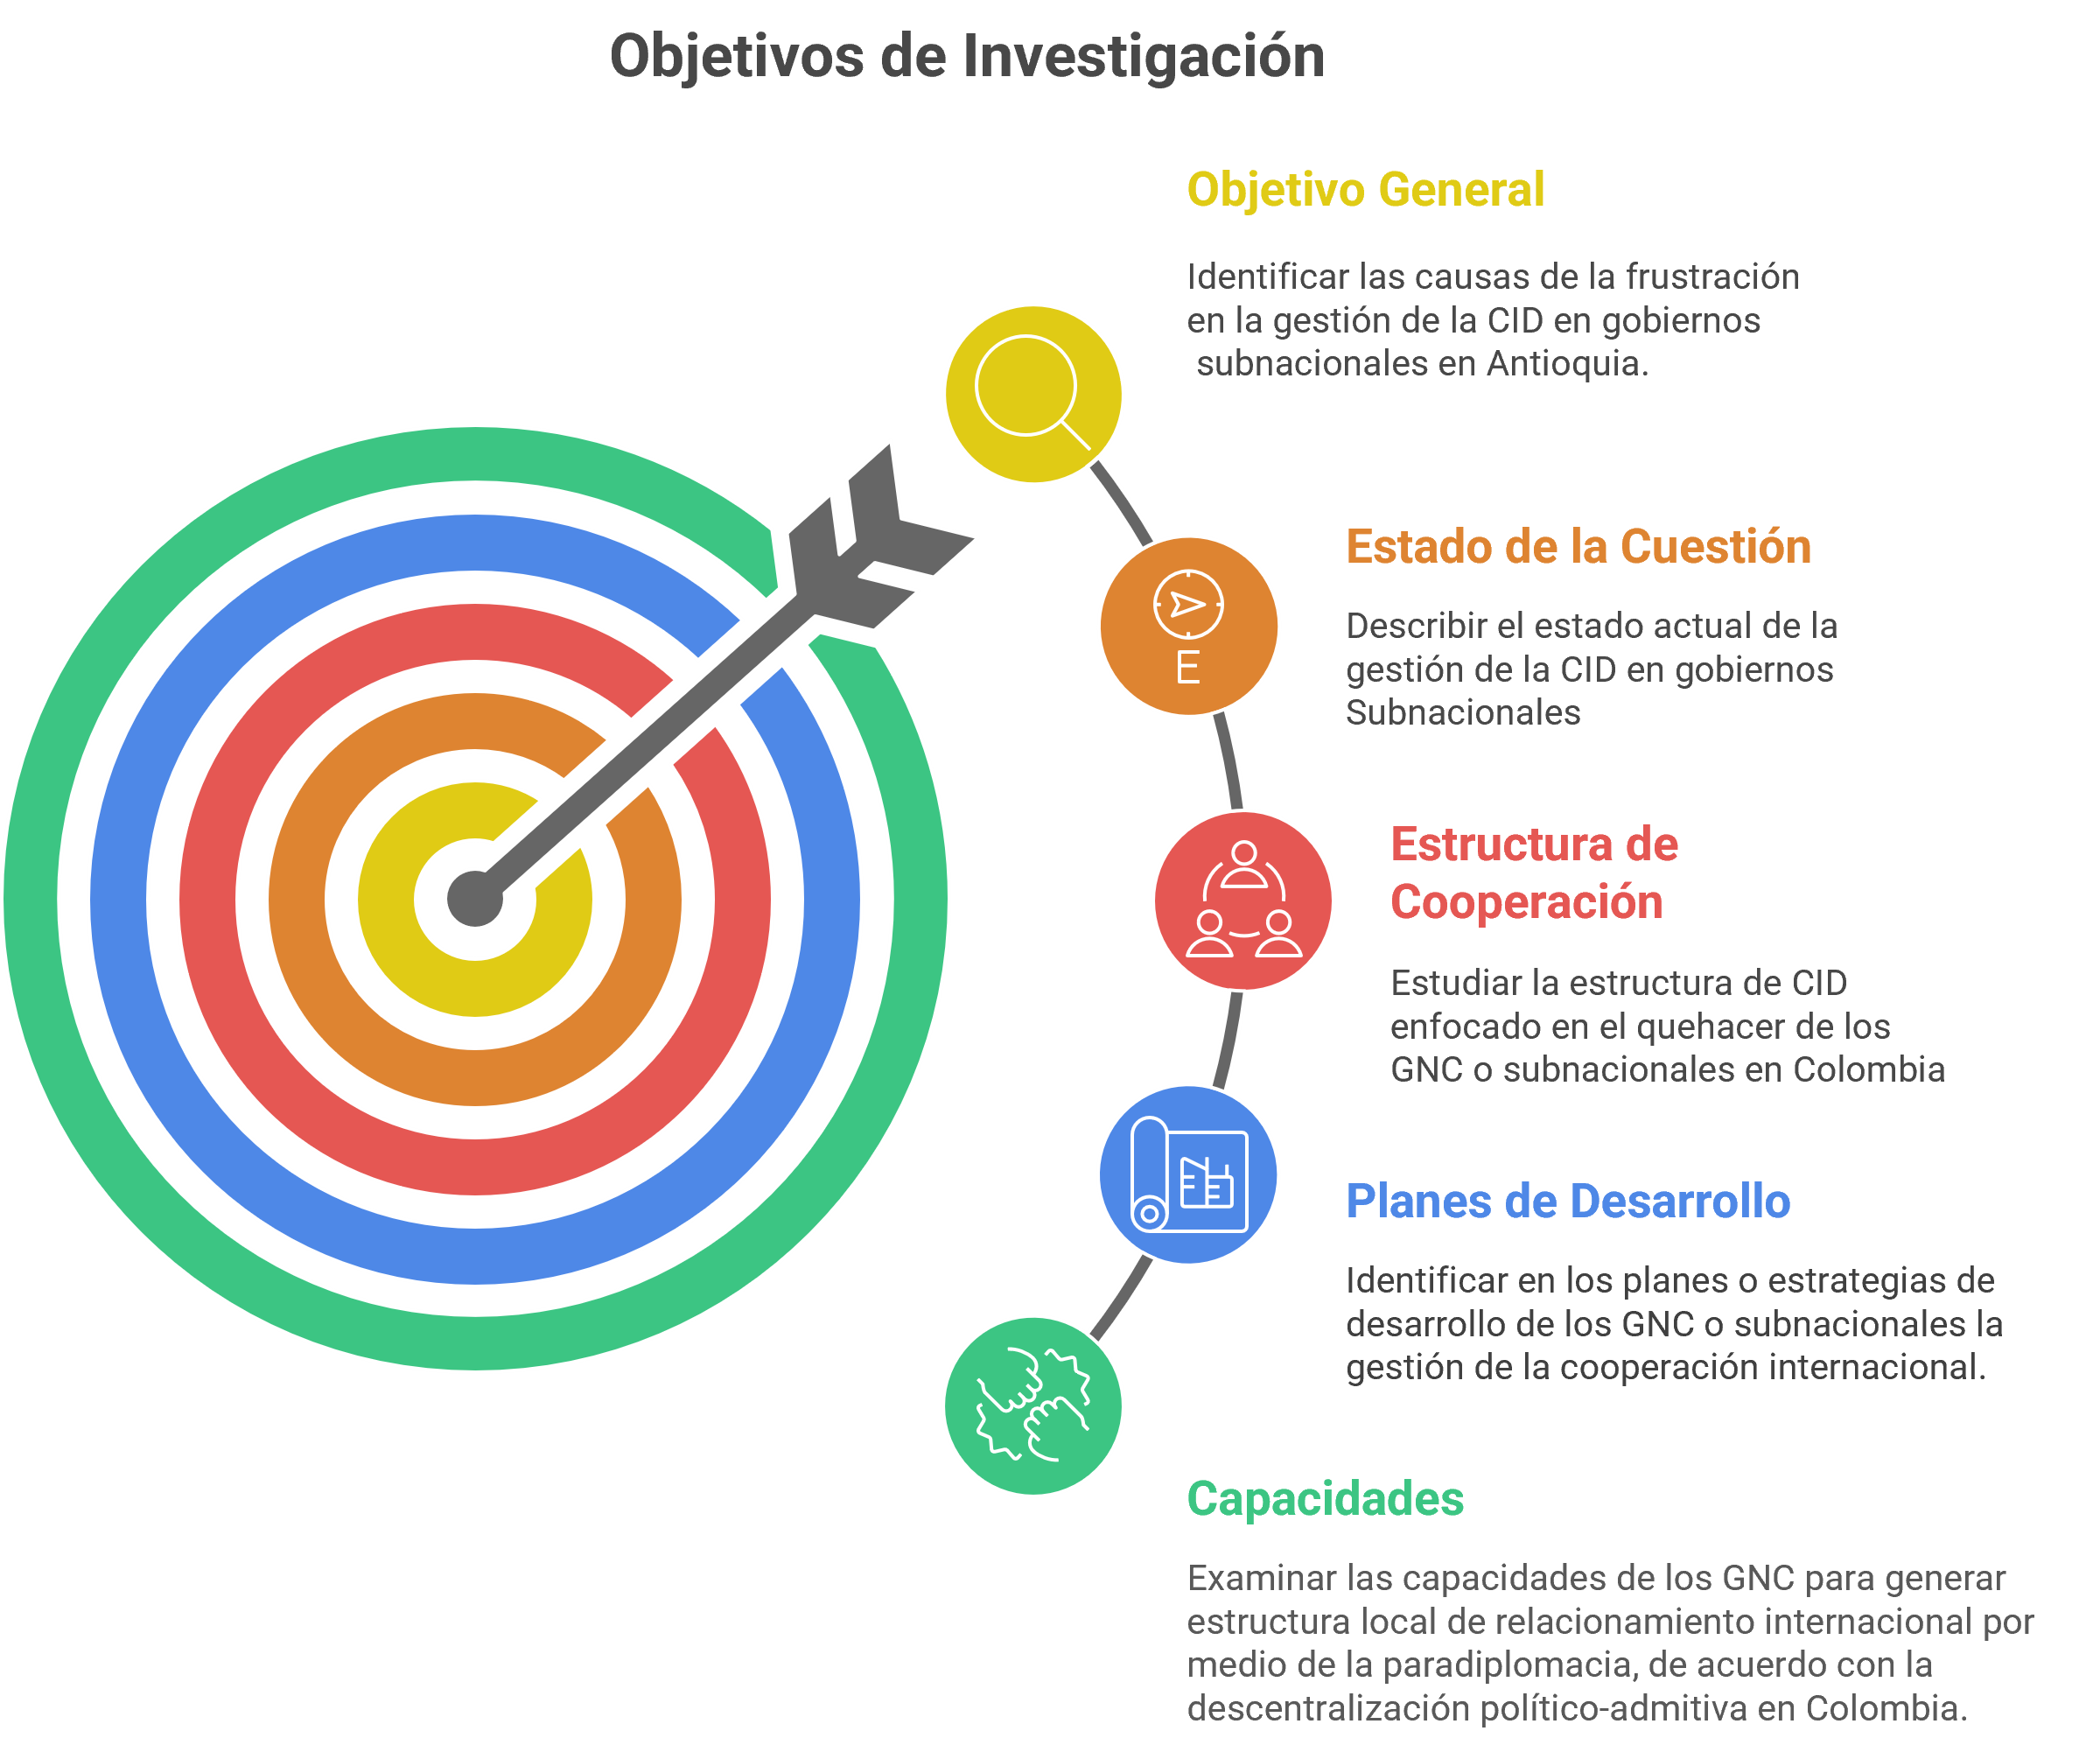 Objetivos de Investigación
Objetivo General
Identificar las causas de la frustración
en la gestión de la CID en gobiernos
subnacionales en Antioquia.
E
Estado de la Cuestión
Describir el estado actual de la
gestión de la CID en gobiernos
Subnacionales
Estructura de
Cooperación
Estudiar la estructura de CID
enfocado en el quehacer de los
GNC o subnacionales en Colombia
Planes de Desarrollo
Identificar en los planes o estrategias de
desarrollo de los GNC o subnacionales la
gestión de la cooperación internacional.
Capacidades
Examinar las capacidades de los GNC para generar
estructura local de relacionamiento internacional por
medio de la paradiplomacia, de acuerdo con la
descentralización político-admitiva en Colombia.